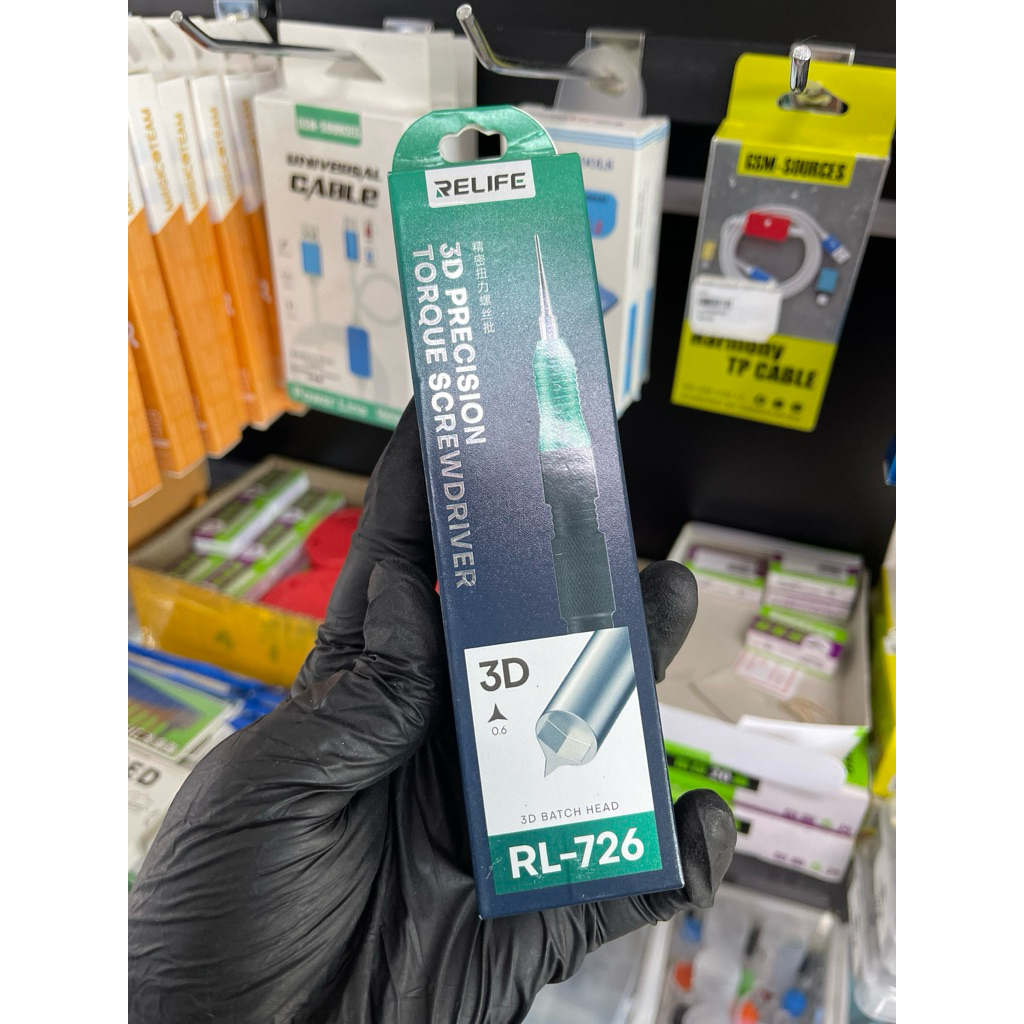 RELIFE
精密扭力螺丝批
3D PRECISION
TORQUE SCREWDRIVER
3D
0.6
3D BATCH HEAD
RL-726
UNIVERSAL
CABLE
GSM-SOURCES
Harmony
TP CABLE